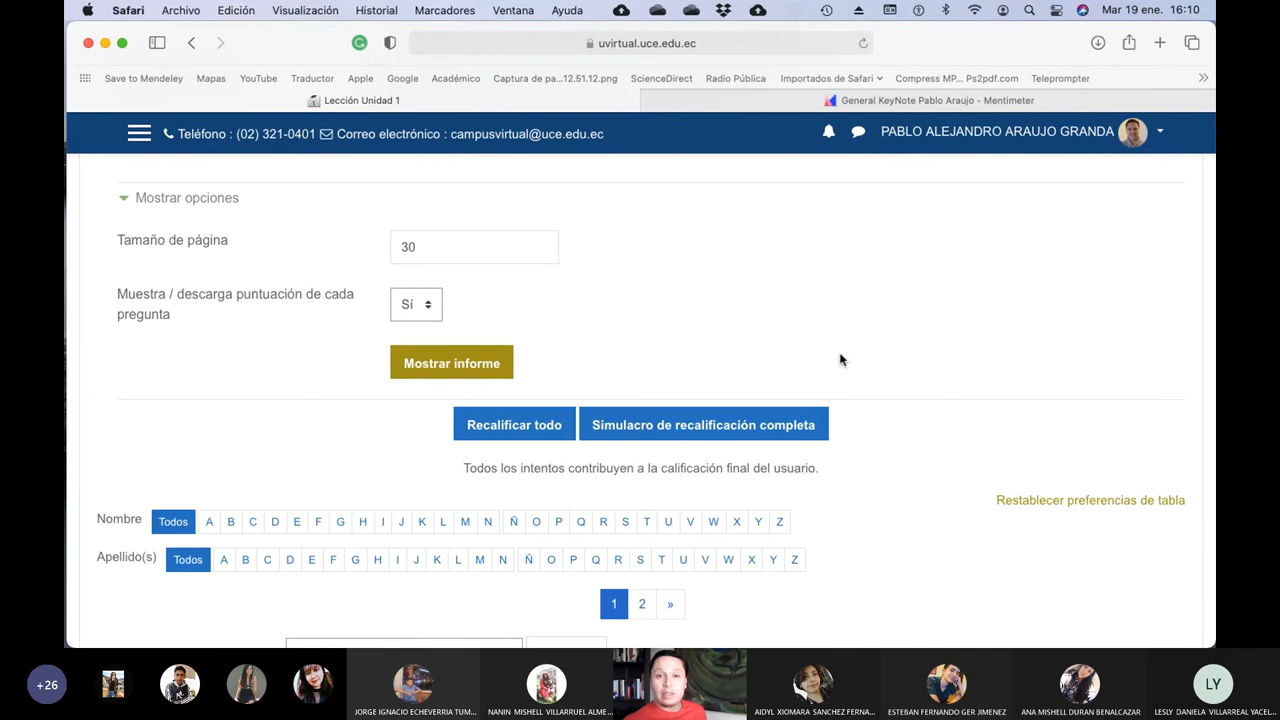 Safari Archivo Edición Visualización Historial Marcadores Ventana Ayuda Mar 19 ene. 16:10
uvirtual.uce.edu.ec
Save to Mendeley Mapas YouTube Traductor Apple Google Académico Captura de pa...12.51.12.png ScienceDirect Radio Pública Importados de Safari Compress MP... Ps2pdf.com Teleprompter
Lección Unidad 1 General KeyNote Pablo Araujo - Mentimeter
Teléfono : (02) 321-0401 Correo electrónico : campusvirtual@uce.edu.ec PABLO ALEJANDRO ARAUJO GRANDA
Mostrar opciones
Tamaño de página 30
Muestra / descarga puntuación de cada
pregunta
Sí
Mostrar informe
Recalificar todo Simulacro de recalificación completa
Todos los intentos contribuyen a la calificación final del usuario.
Restablecer preferencias de tabla
Nombre Todos A B C D E F G H I J K L M N Ñ O P Q R S T U V W X Y Z
Apellido(s) Todos A B C D E F G H I J K L M N Ñ O P Q R S T U V W X Y Z
1 2 »
+26 LY
JORGE IGNACIO ECHEVERRIA TUM... NANIN MISHELL VILLARRUEL ALME... AIDYL XIOMARA SANCHEZ FERNA... ESTEBAN FERNANDO GER JIMENEZ ANA MISHELL DURAN BENALCAZAR LESLY DANIELA VILLARREAL YACEL...